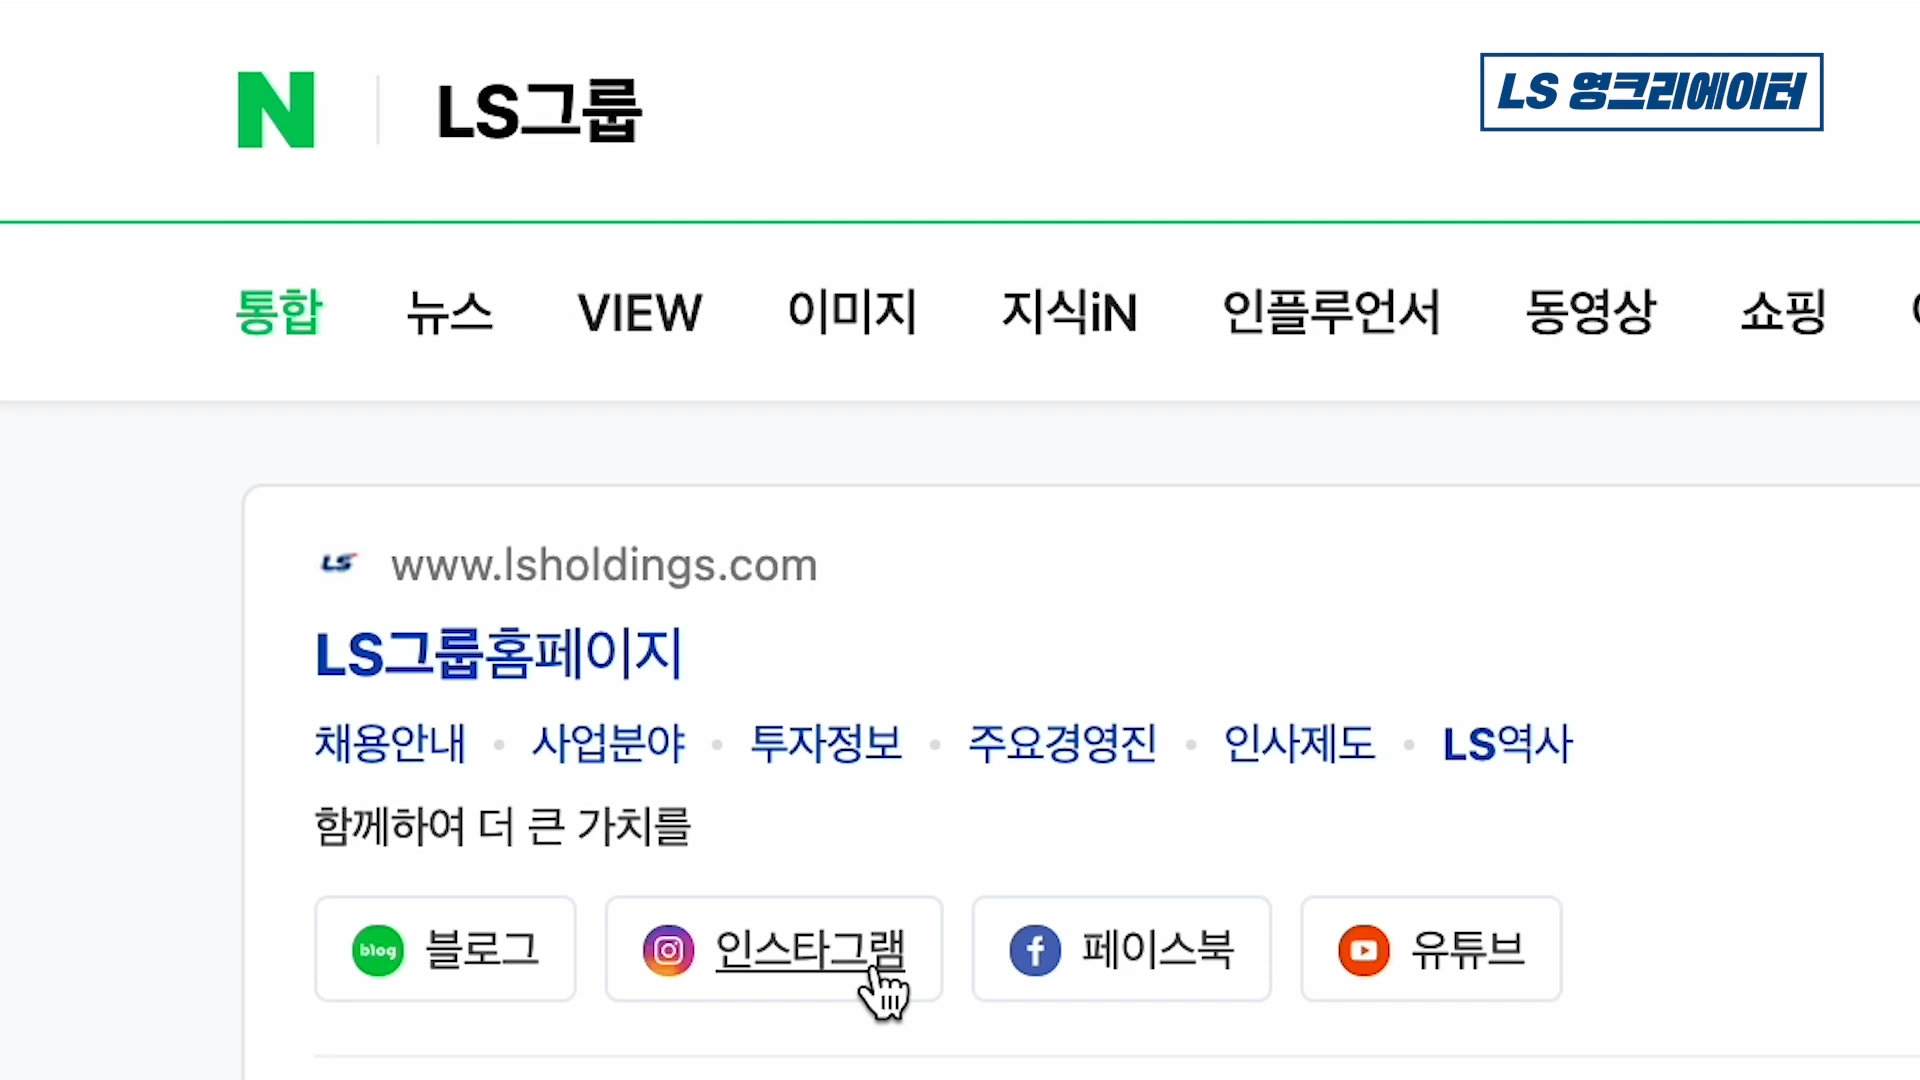 N LS그룹
LS 영크리에이터
통합 뉴스 VIEW 이미지 지식iN 인플루언서 동영상 쇼핑
LS www.lsholdings.com
LS그룹홈페이지
채용안내 · 사업분야 · 투자정보 · 주요경영진 · 인사제도 · LS역사
함께하여 더 큰 가치를
blog 블로그 인스타그램 f 페이스북 유튜브